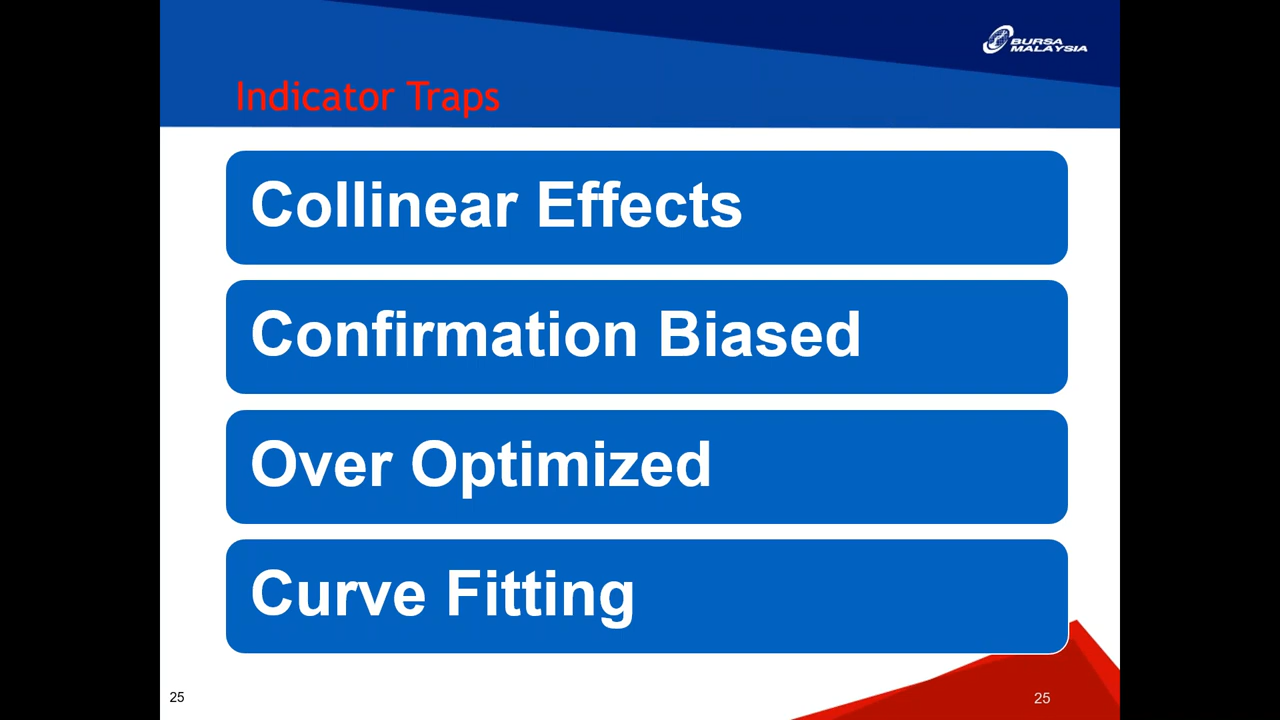 BURSA
MALAYSIA
Indicator Traps
Collinear Effects
Confirmation Biased
Over Optimized
Curve Fitting
25
25